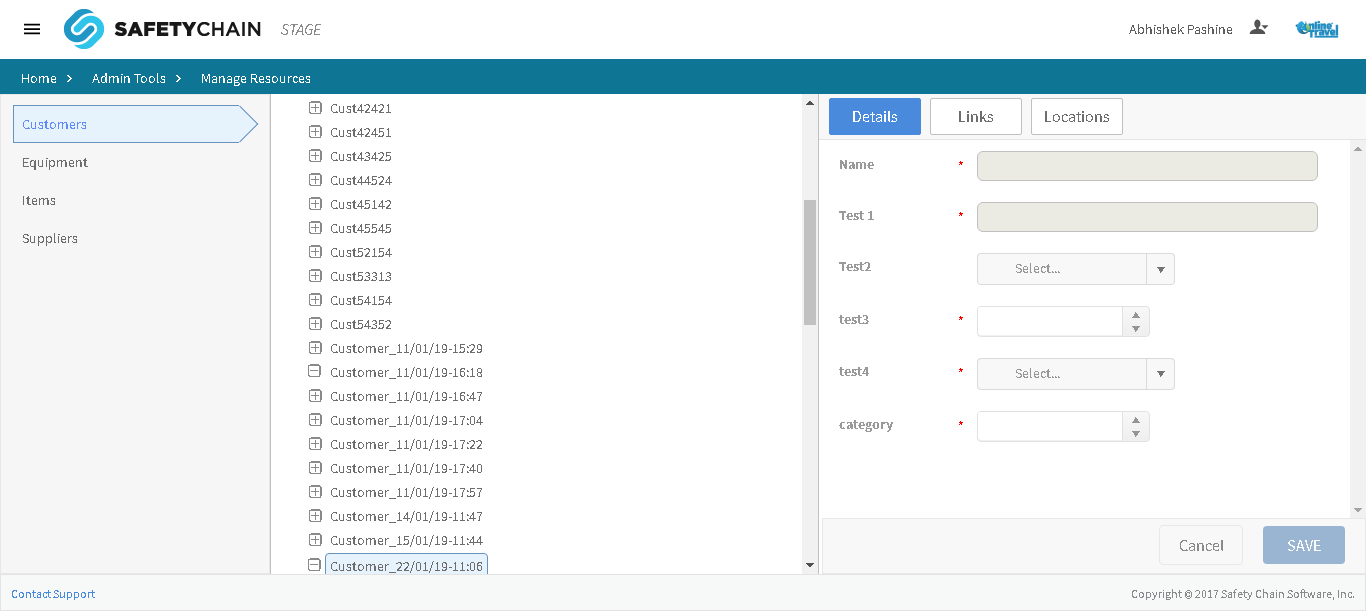 SAFETYCHAIN STAGE
Abhishek Pashine
Online Travel
Home > Admin Tools > Manage Resources
Customers
Equipment
Items
Suppliers
Cust42421
Cust42451
Cust43425
Cust44524
Cust45142
Cust45545
Cust52154
Cust53313
Cust54154
Cust54352
Customer_11/01/19-15:29
Customer_11/01/19-16:18
Customer_11/01/19-16:47
Customer_11/01/19-17:04
Customer_11/01/19-17:22
Customer_11/01/19-17:40
Customer_11/01/19-17:57
Customer_14/01/19-11:47
Customer_15/01/19-11:44
Customer_22/01/19-11:06
Details Links Locations
Name *
Test 1 *
Test2 Select...
test3 *
test4 * Select...
category *
Cancel SAVE
Contact Support
Copyright © 2017 Safety Chain Software, Inc.